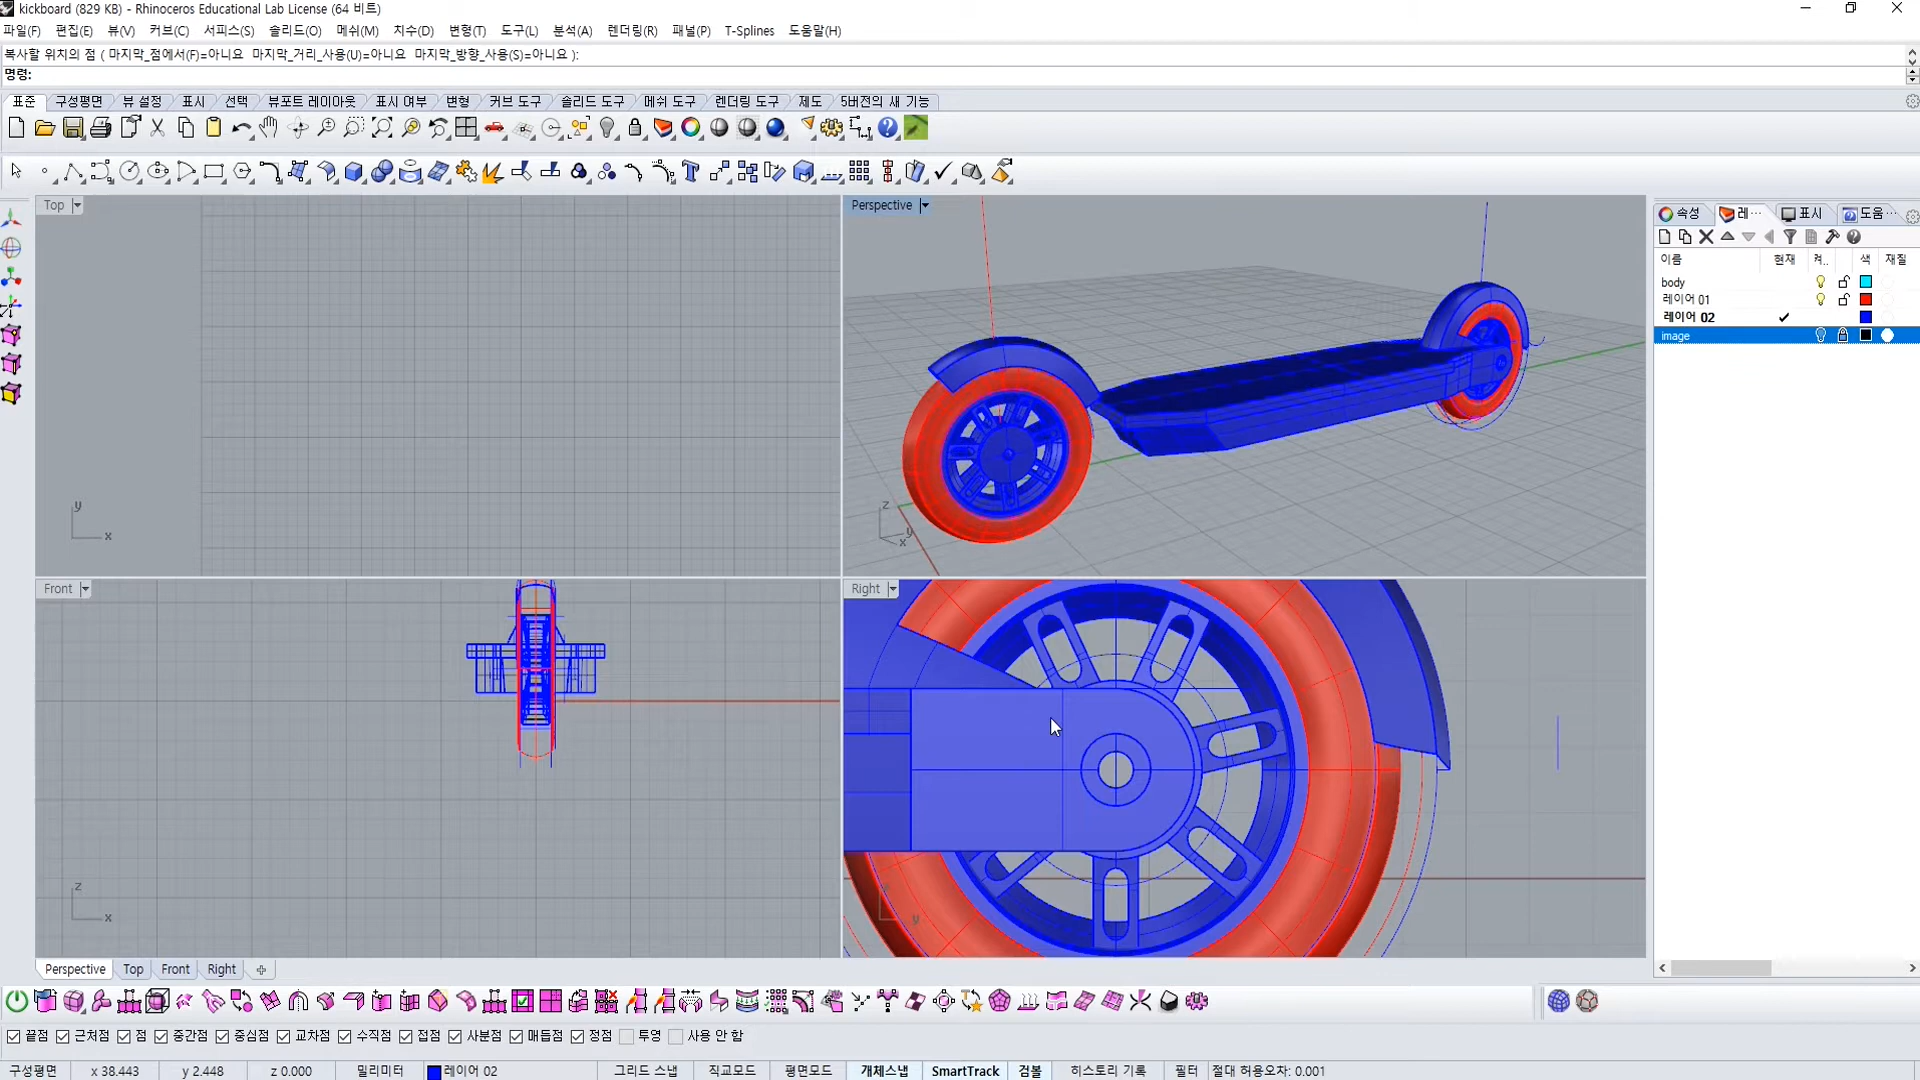 kickboard (829 KB) - Rhinoceros Educational Lab License (64 비트)
파일(F) 편집(E) 뷰(V) 커브(C) 서피스(S) 솔리드(O) 메쉬(M) 치수(D) 변형(T) 도구(L) 분석(A) 렌더링(R) 패널(P) T-Splines 도움말(H)
복사할 위치의 점 ( 마지막_점에서(F)=아니요 마지막_거리_사용(U)=아니요 마지막_방향_사용(S)=아니요 ):
명령:
표준 구성평면 뷰 설정 표시 선택 뷰포트 레이아웃 표시 여부 변형 커브 도구 솔리드 도구 메쉬 도구 렌더링 도구 제도 5버전의 새 기능
Top
Perspective
속성 레... 표시 도움...
이름 현재 켜.. 색 재질
body
레이어 01
레이어 02
image
y
x
z
y
x
Front
Right
z
x
y
Perspective Top Front Right
끝점 근처점 점 중간점 중심점 교차점 수직점 접점 사분점 매듭점 정점 투영 사용 안 함
구성평면 x 38.443 y 2.448 z 0.000 밀리미터 레이어 02 그리드 스냅 직교모드 평면모드 개체스냅 SmartTrack 검볼 히스토리 기록 필터 절대 허용오차: 0.001